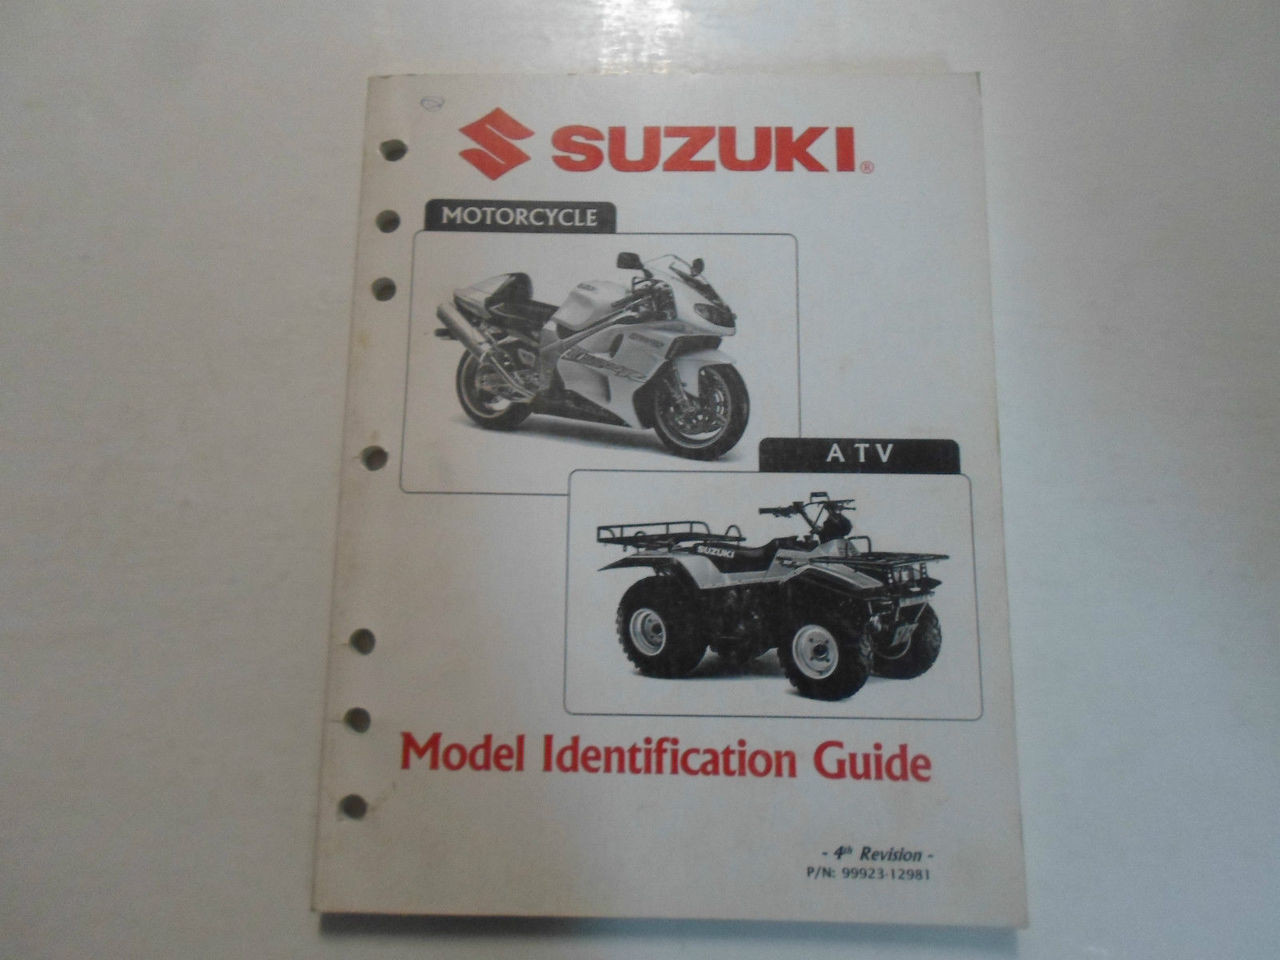 SUZUKI®
MOTORCYCLE
ATV
SUZUKI
Model Identification Guide
- 4th Revision -
P/N: 99923-12981